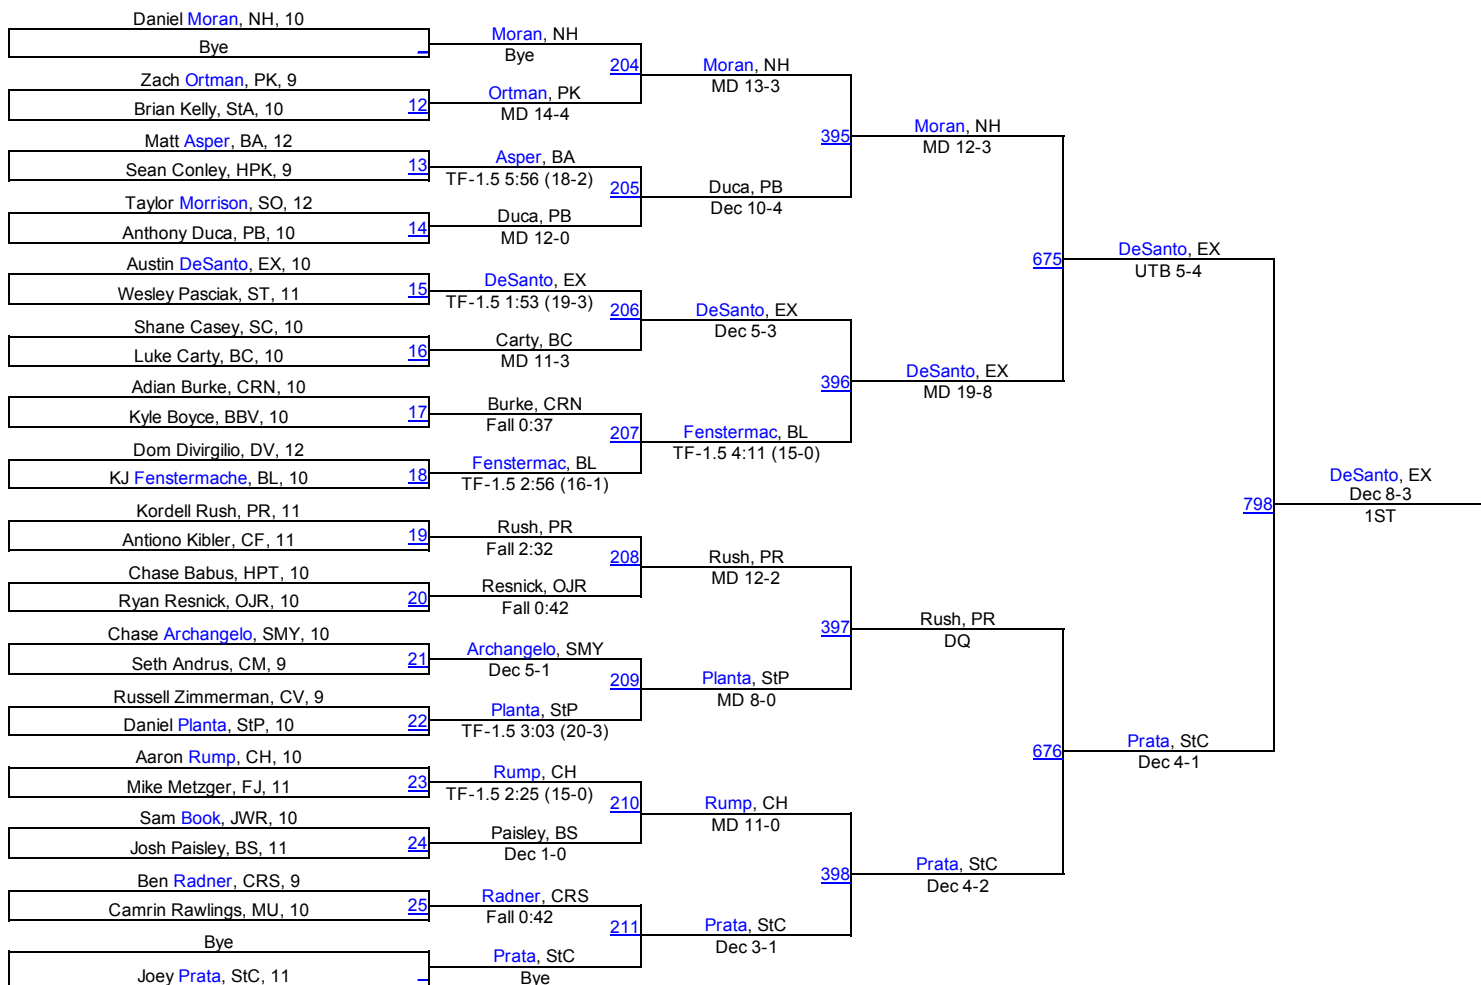 Daniel Moran, NH, 10
Bye
Zach Ortman, PK, 9
Brian Kelly, StA, 10
12
Matt Asper, BA, 12
Sean Conley, HPK, 9
13
Taylor Morrison, SO, 12
Anthony Duca, PB, 10
14
Austin DeSanto, EX, 10
Wesley Pasciak, ST, 11
15
Shane Casey, SC, 10
Luke Carty, BC, 10
16
Adian Burke, CRN, 10
Kyle Boyce, BBV, 10
17
Dom Divirgilio, DV, 12
KJ Fenstermache, BL, 10
18
Kordell Rush, PR, 11
Antiono Kibler, CF, 11
19
Chase Babus, HPT, 10
Ryan Resnick, OJR, 10
20
Chase Archangelo, SMY, 10
Seth Andrus, CM, 9
21
Russell Zimmerman, CV, 9
Daniel Planta, StP, 10
22
Aaron Rump, CH, 10
Mike Metzger, FJ, 11
23
Sam Book, JWR, 10
Josh Paisley, BS, 11
24
Ben Radner, CRS, 9
Camrin Rawlings, MU, 10
25
Bye
Joey Prata, StC, 11
Moran, NH
Bye
204
Ortman, PK
MD 14-4
Asper, BA
TF-1.5 5:56 (18-2)
205
Duca, PB
MD 12-0
DeSanto, EX
TF-1.5 1:53 (19-3)
206
Carty, BC
MD 11-3
Burke, CRN
Fall 0:37
207
Fenstermac, BL
TF-1.5 2:56 (16-1)
Rush, PR
Fall 2:32
208
Resnick, OJR
Fall 0:42
Archangelo, SMY
Dec 5-1
209
Planta, StP
TF-1.5 3:03 (20-3)
Rump, CH
TF-1.5 2:25 (15-0)
210
Paisley, BS
Dec 1-0
Radner, CRS
Fall 0:42
211
Prata, StC
Bye
Moran, NH
MD 13-3
395
Duca, PB
Dec 10-4
DeSanto, EX
Dec 5-3
396
Fenstermac, BL
TF-1.5 4:11 (15-0)
Rush, PR
MD 12-2
397
Planta, StP
MD 8-0
Rump, CH
MD 11-0
398
Prata, StC
Dec 3-1
Moran, NH
MD 12-3
675
DeSanto, EX
MD 19-8
Rush, PR
DQ
676
Prata, StC
Dec 4-2
DeSanto, EX
UTB 5-4
798
Prata, StC
Dec 4-1
DeSanto, EX
Dec 8-3
1ST